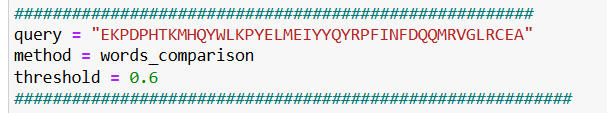 ######################################################
query = "EKPDPHTKMHQYWLKPYELMEIYYQYRPFINFDQQMRVGLRCEA"
method = words_comparison
threshold = 0.6
##########################################################